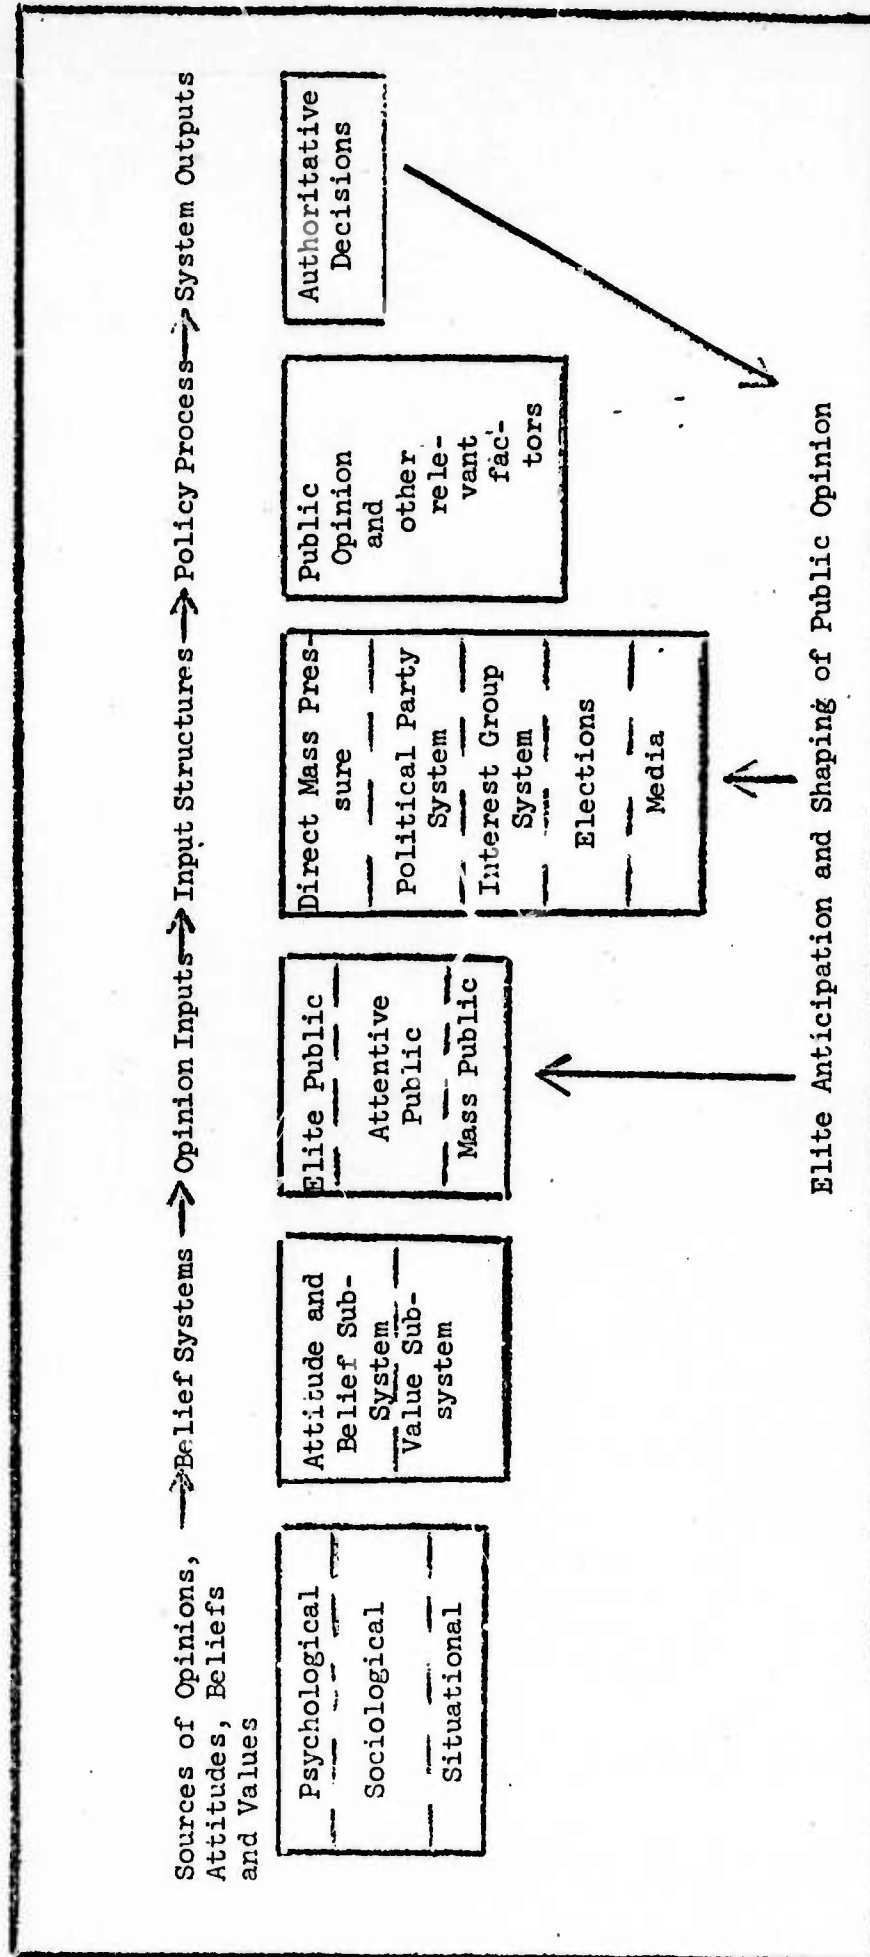 Sources of Opinions, → Belief Systems → Opinion Inputs → Input Structures → Policy Process → System Outputs
Attitudes, Beliefs
and Values
Psychological
Sociological
Situational
Attitude and
Belief Sub-
System
Value Sub-
system
Elite Public
Attentive
Public
Mass Public
Direct Mass Pres-
sure
Political Party
System
Interest Group
System
Elections
Media
Public
Opinion
and
other
rele-
vant
fac-
tors
Authoritative
Decisions
Elite Anticipation and Shaping of Public Opinion